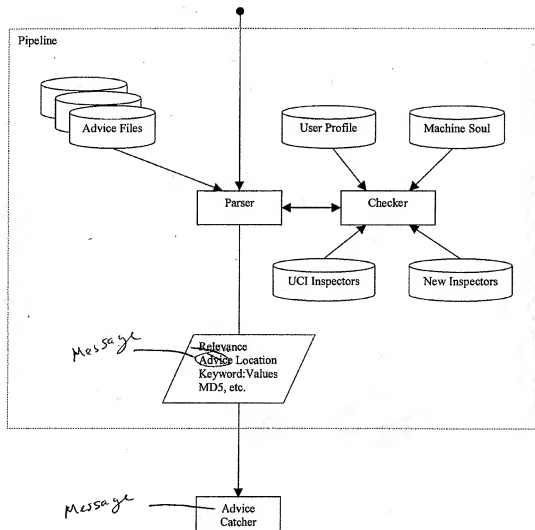 Pipeline
Advice Files
User Profile
Machine Soul
Parser
Checker
UCI Inspectors
New Inspectors
Message
Relevance
Advice Location
Keyword:Values
MD5, etc.
Message
Advice
Catcher